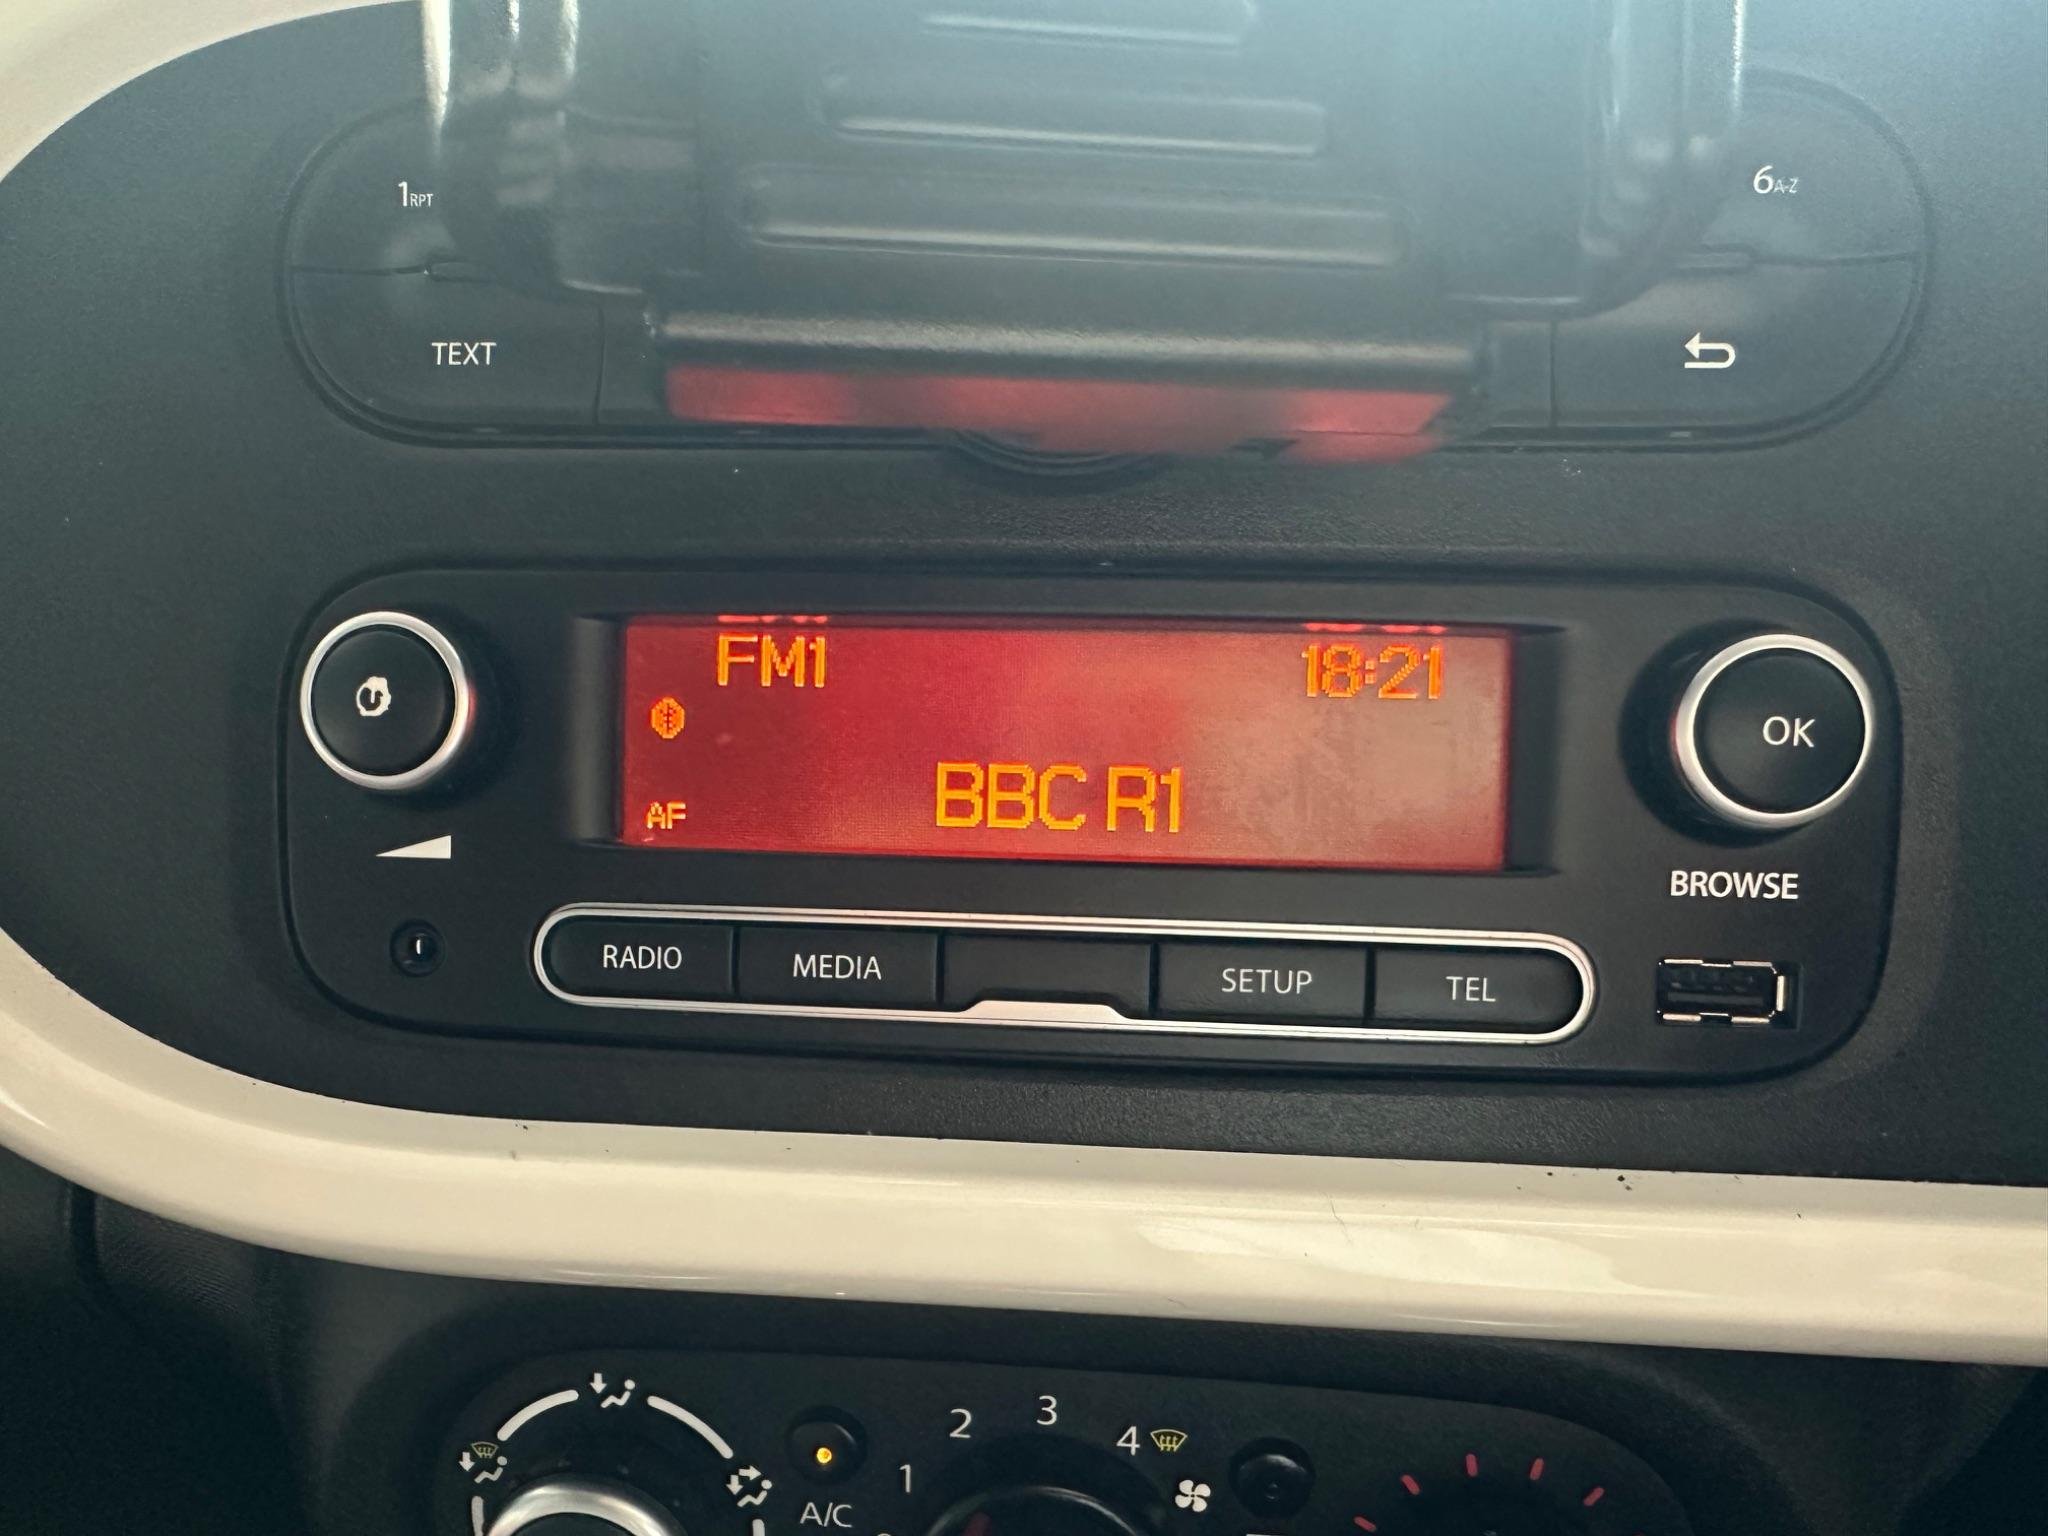 1RPT
6A-Z
TEXT
FM1
18:21
BBC R1
AF
OK
BROWSE
RADIO
MEDIA
SETUP
TEL
1
2
3
4
A/C